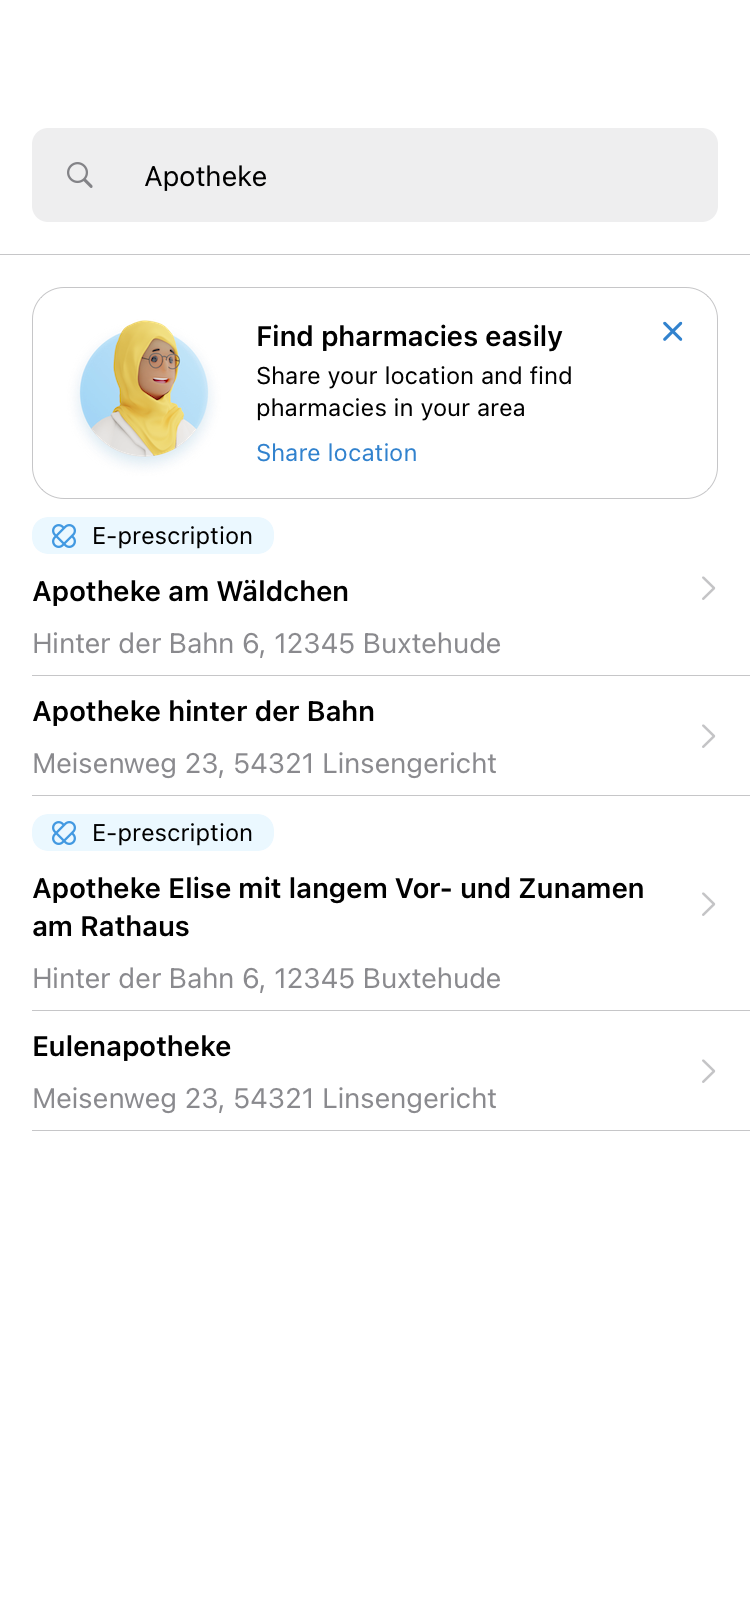 Apotheke
Find pharmacies easily
Share your location and find
pharmacies in your area
Share location
E-prescription
Apotheke am Wäldchen
Hinter der Bahn 6, 12345 Buxtehude
Apotheke hinter der Bahn
Meisenweg 23, 54321 Linsengericht
E-prescription
Apotheke Elise mit langem Vor- und Zunamen
am Rathaus
Hinter der Bahn 6, 12345 Buxtehude
Eulenapotheke
Meisenweg 23, 54321 Linsengericht